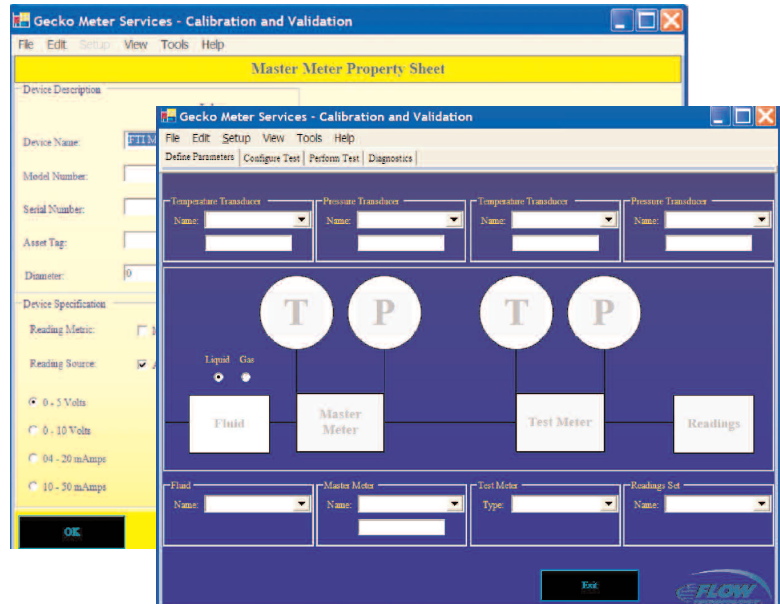 Gecko Meter Services - Calibration and Validation
File Edit Setup View Tools Help
Master Meter Property Sheet
Device Description
Device Name: FTI M
Model Number:
Serial Number:
Asset Tag:
Diameter: 0
Device Specification
Reading Metric:
Reading Source:
0 - 5 Volts
0 - 10 Volts
04 - 20 mAmps
10 - 50 mAmps
OK
Gecko Meter Services - Calibration and Validation
File Edit Setup View Tools Help
Define Parameters Configure Test Perform Test Diagnostics
Temperature Transducer Pressure Transducer Temperature Transducer Pressure Transducer
Name: Name: Name: Name:
T P T P
Liquid Gas
Fluid Master Meter Test Meter Readings
Fluid Master Meter Test Meter Readings Set
Name: Name: Type: Name:
Exit
FLOW